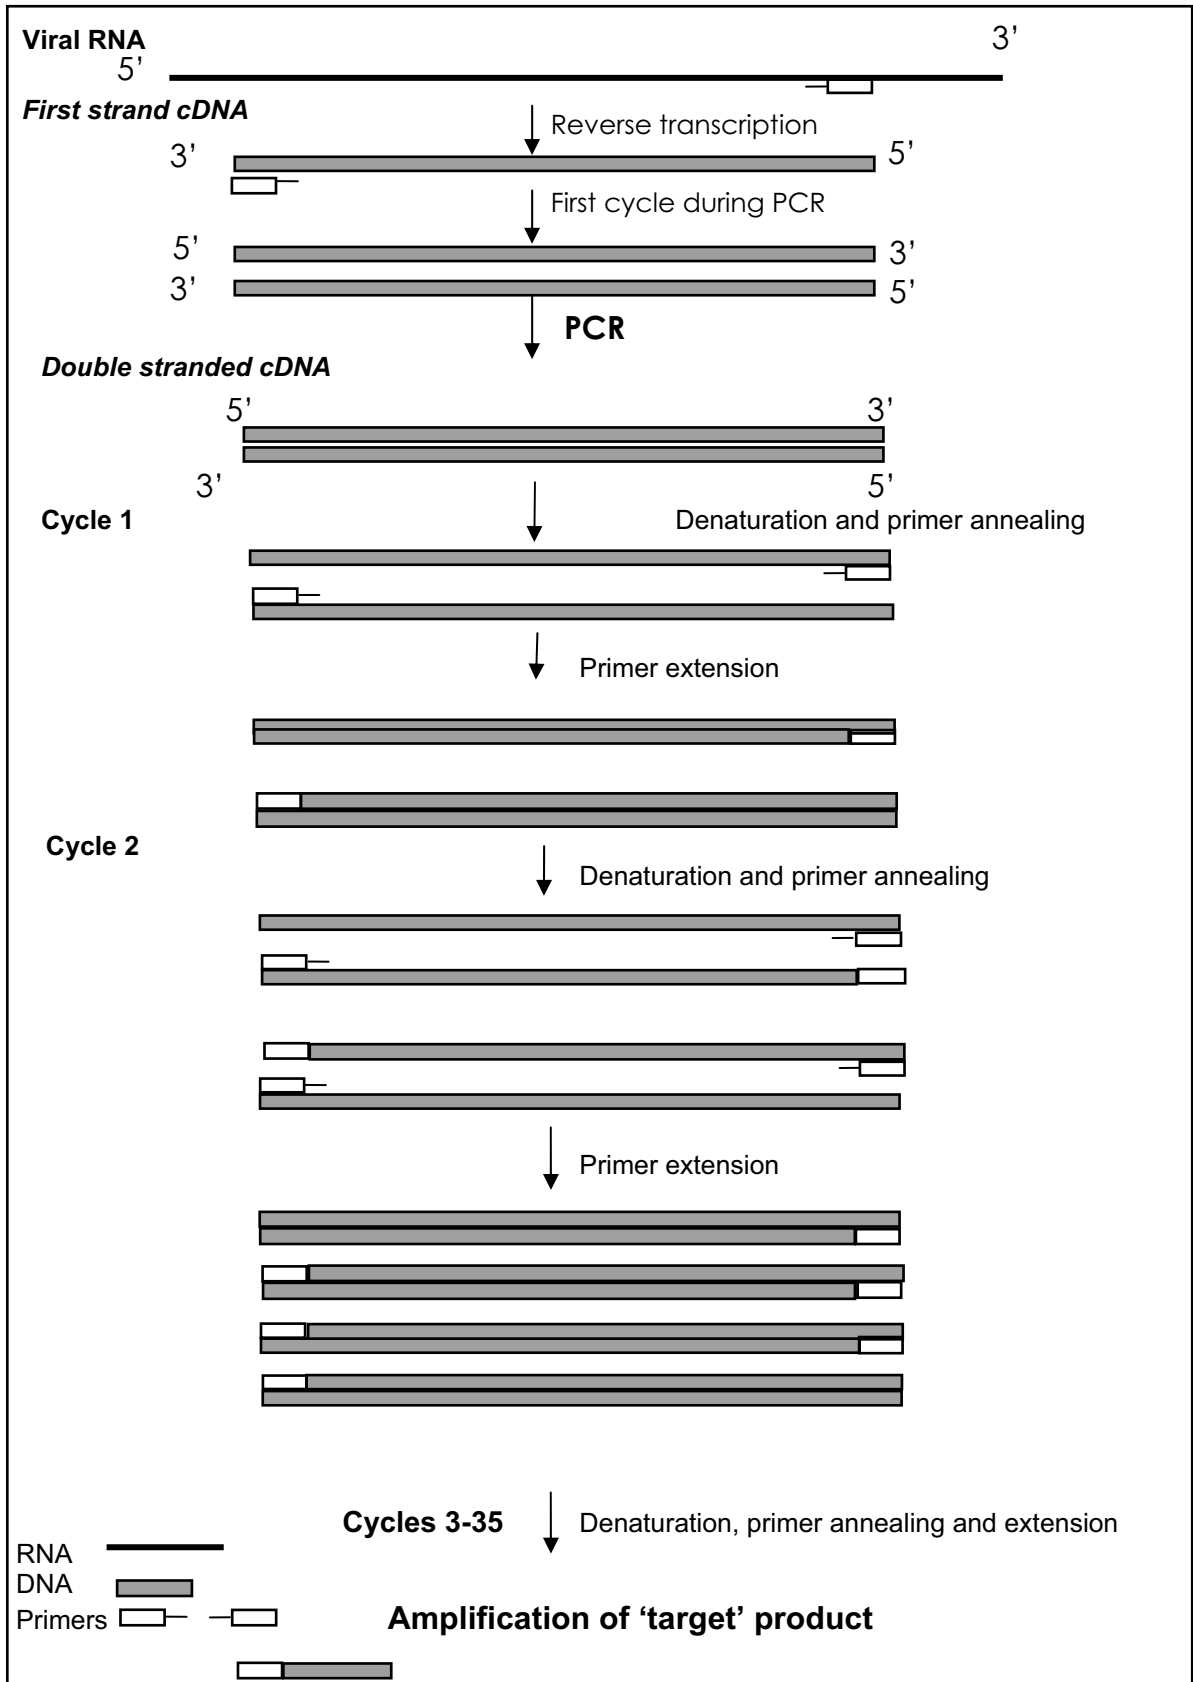 Viral RNA
3’
5’
First strand cDNA
Reverse transcription
3’
5’
First cycle during PCR
5’
3’
3’
5’
PCR
Double stranded cDNA
5’
3’
3’
5’
Cycle 1
Denaturation and primer annealing
Primer extension
Cycle 2
Denaturation and primer annealing
Primer extension
Cycles 3-35
Denaturation, primer annealing and extension
RNA
DNA
Primers
Amplification of ‘target’ product